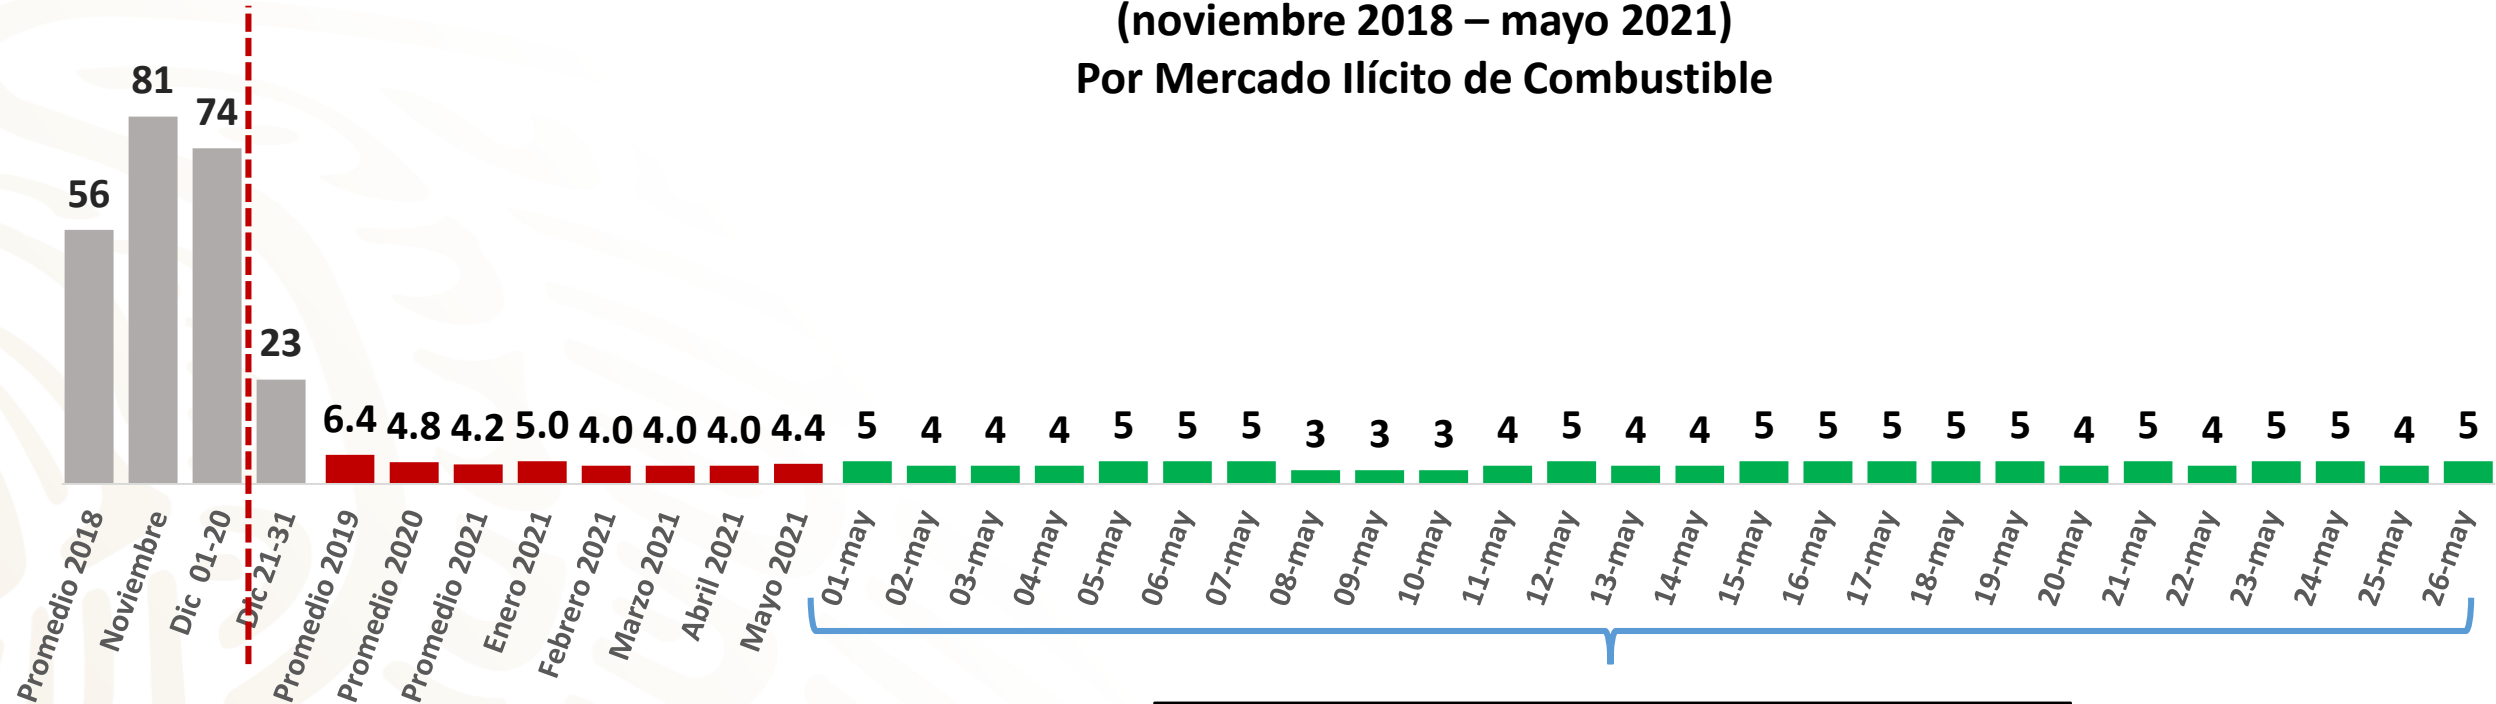 (noviembre 2018 – mayo 2021)
Por Mercado Ilícito de Combustible
56 81 74 23 6.4 4.8 4.2 5.0 4.0 4.0 4.0 4.4 5 4 4 4 5 5 5 3 3 3 4 5 4 4 5 5 5 5 5 4 5 4 5 5 4 5
Promedio 2018
Noviembre
Dic 01-20
Dic 21-31
Promedio 2019
Promedio 2020
Promedio 2021
Enero 2021
Febrero 2021
Marzo 2021
Abril 2021
Mayo 2021
01-may
02-may
03-may
04-may
05-may
06-may
07-may
08-may
09-may
10-may
11-may
12-may
13-may
14-may
15-may
16-may
17-may
18-may
19-may
20-may
21-may
22-may
23-may
24-may
25-may
26-may